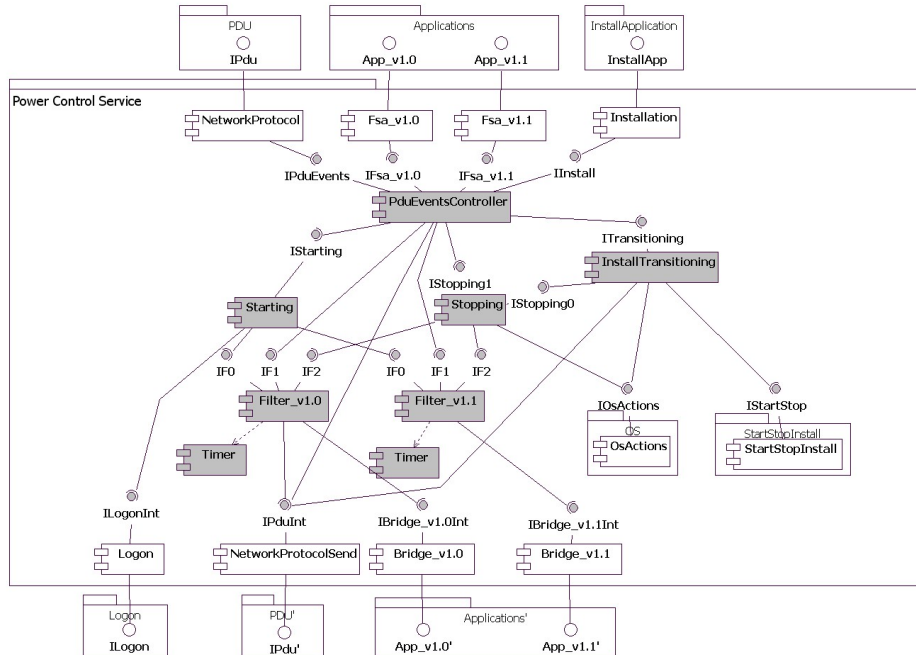 PDU
Applications
InstallApplication
IPdu
App_v1.0
App_v1.1
InstallApp
Power Control Service
NetworkProtocol
Fsa_v1.0
Fsa_v1.1
Installation
IPduEvents
IFsa_v1.0
IFsa_v1.1
IInstall
PduEventsController
IStarting
ITransitioning
InstallTransitioning
IStopping1
IStopping0
Starting
Stopping
IF0
IF1
IF2
IF0
IF1
IF2
Filter_v1.0
Filter_v1.1
IOsActions
IStartStop
OS
StartStopInstall
OsActions
StartStopInstall
Timer
Timer
ILogonInt
IPduInt
IBridge_v1.0Int
IBridge_v1.1Int
Logon
NetworkProtocolSend
Bridge_v1.0
Bridge_v1.1
Logon
PDU'
Applications'
ILogon
IPdu'
App_v1.0'
App_v1.1'